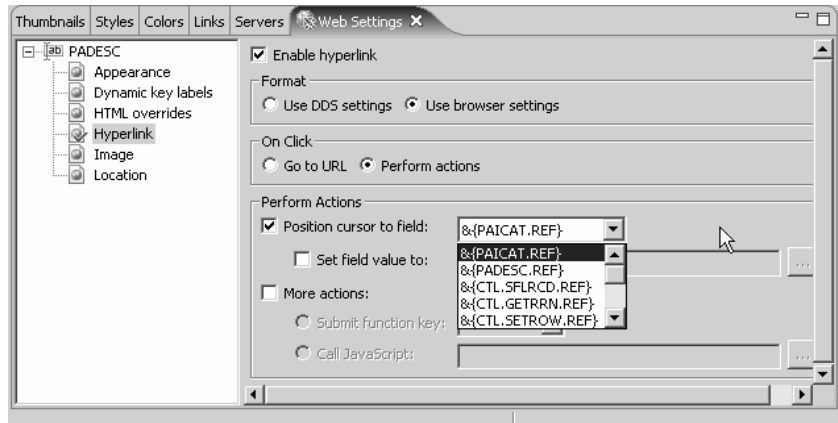 Thumbnails Styles Colors Links Servers Web Settings
PADESC
Appearance
Dynamic key labels
HTML overrides
Hyperlink
Image
Location
Enable hyperlink
Format
Use DDS settings Use browser settings
On Click
Go to URL Perform actions
Perform Actions
Position cursor to field: &{PAICAT.REF}
&{PAICAT.REF}
&{PADESC.REF}
&{CTL.SFLRCD.REF}
&{CTL.GETRRN.REF}
&{CTL.SETROW.REF}
Set field value to: ...
More actions:
Submit function key:
Call JavaScript: ...